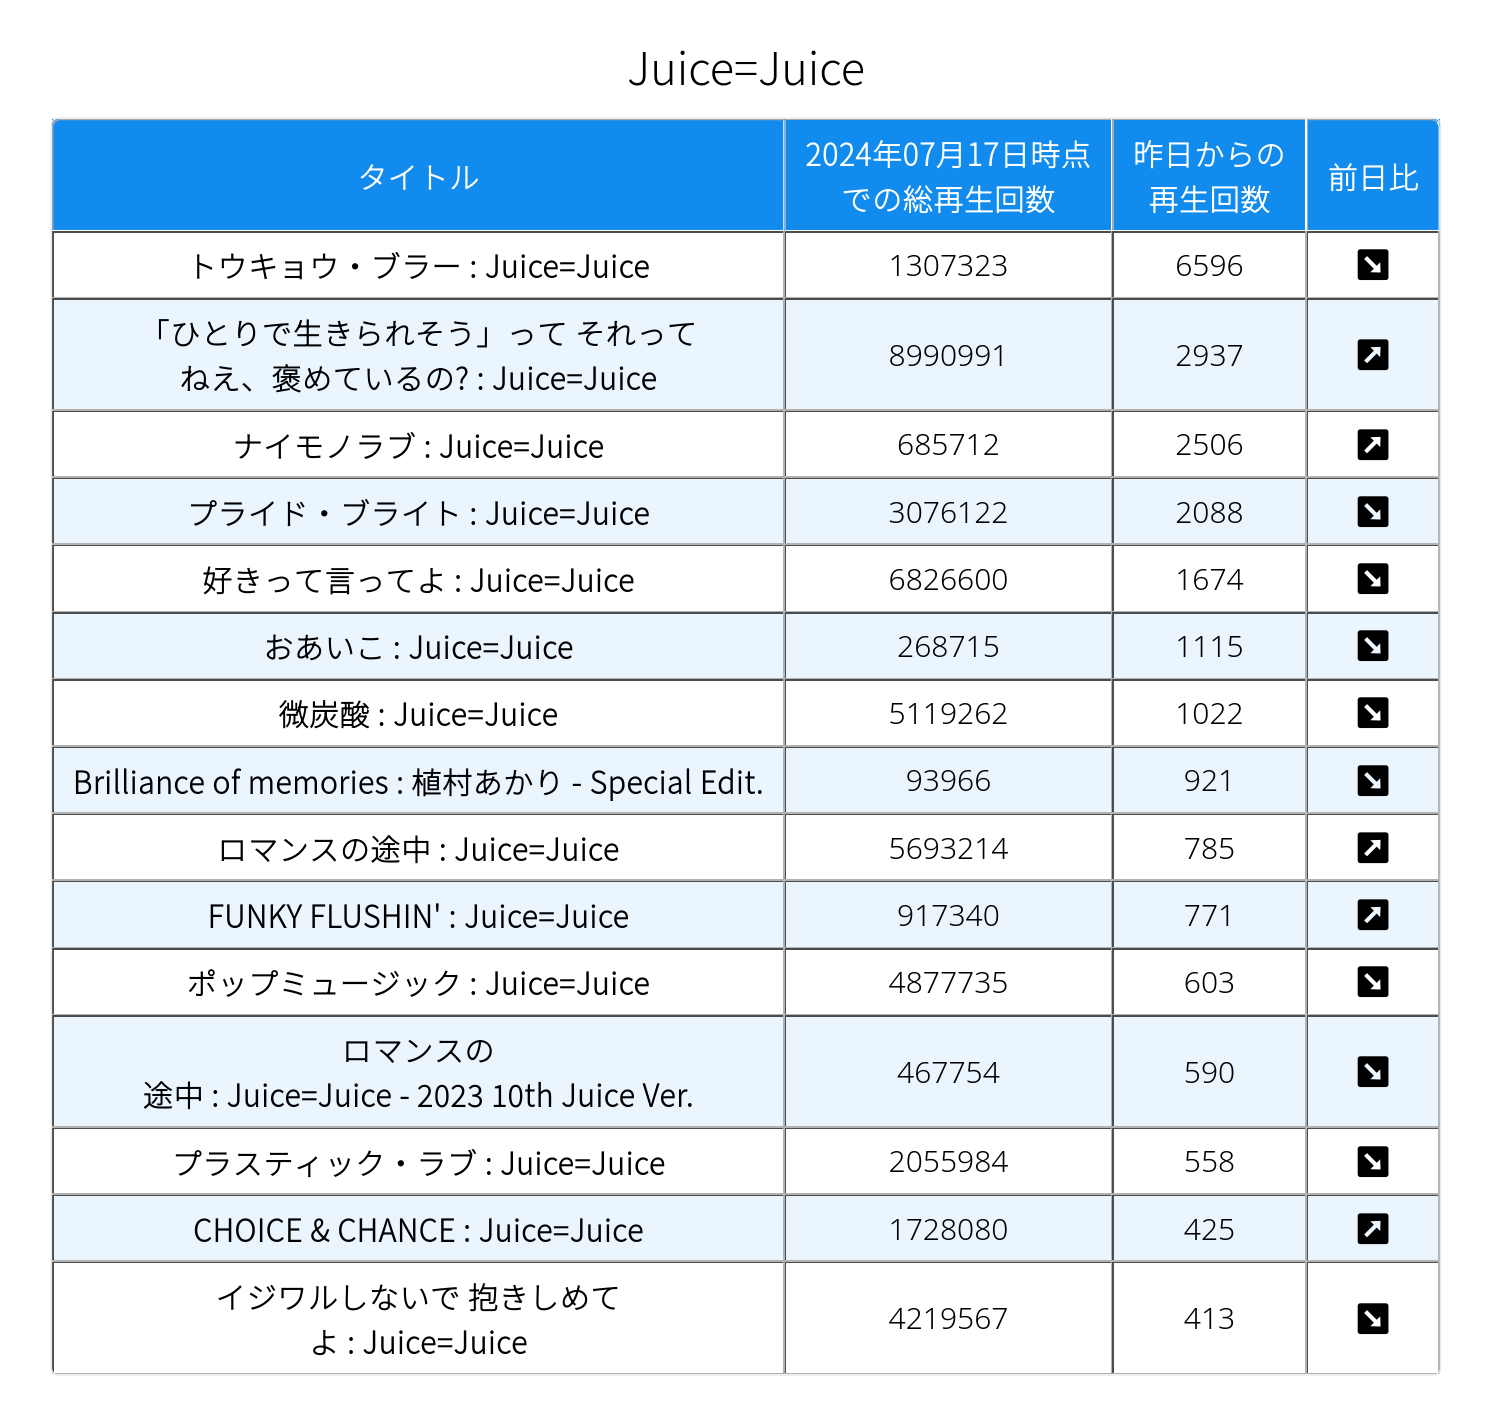 Juice=Juice
タイトル
2024年07月17日時点
での総再生回数
昨日からの
再生回数
前日比
トウキョウ・ブラー : Juice=Juice
1307323
6596
「ひとりで生きられそう」って それって
ねえ、褒めているの? : Juice=Juice
8990991
2937
ナイモノラブ : Juice=Juice
685712
2506
プライド・ブライト : Juice=Juice
3076122
2088
好きって言ってよ : Juice=Juice
6826600
1674
おあいこ : Juice=Juice
268715
1115
微炭酸 : Juice=Juice
5119262
1022
Brilliance of memories : 植村あかり - Special Edit.
93966
921
ロマンスの途中 : Juice=Juice
5693214
785
FUNKY FLUSHIN' : Juice=Juice
917340
771
ポップミュージック : Juice=Juice
4877735
603
ロマンスの
途中 : Juice=Juice - 2023 10th Juice Ver.
467754
590
プラスティック・ラブ : Juice=Juice
2055984
558
CHOICE & CHANCE : Juice=Juice
1728080
425
イジワルしないで 抱きしめて
よ : Juice=Juice
4219567
413